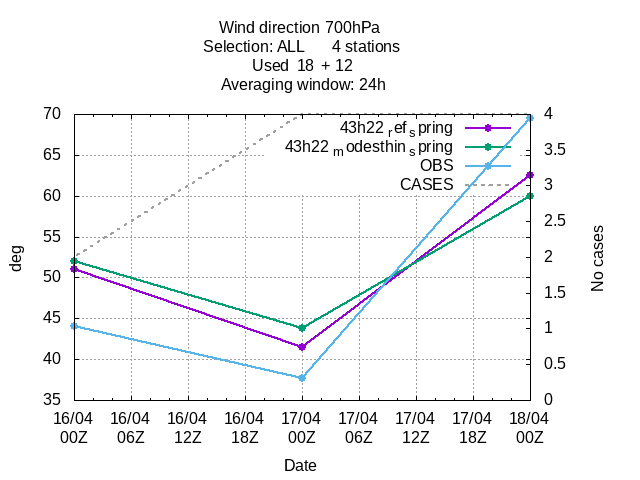 Wind direction 700hPa
Selection: ALL 4 stations
Used 18 + 12
Averaging window: 24h
70
65
60
55
50
45
40
35
deg
4
3.5
3
2.5
2
1.5
1
0.5
0
No cases
43h22 ref spring
43h22 modesthin spring
OBS
CASES
16/04 16/04 16/04 16/04 17/04 17/04 17/04 17/04 18/04
00Z 06Z 12Z 18Z 00Z 06Z 12Z 18Z 00Z
Date